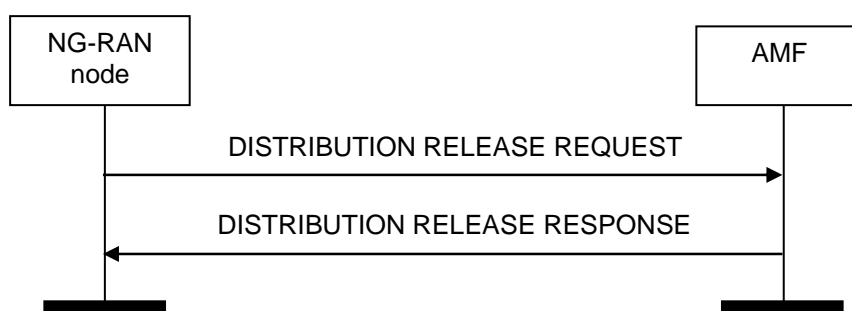 NG-RAN
node
AMF
DISTRIBUTION RELEASE REQUEST
DISTRIBUTION RELEASE RESPONSE